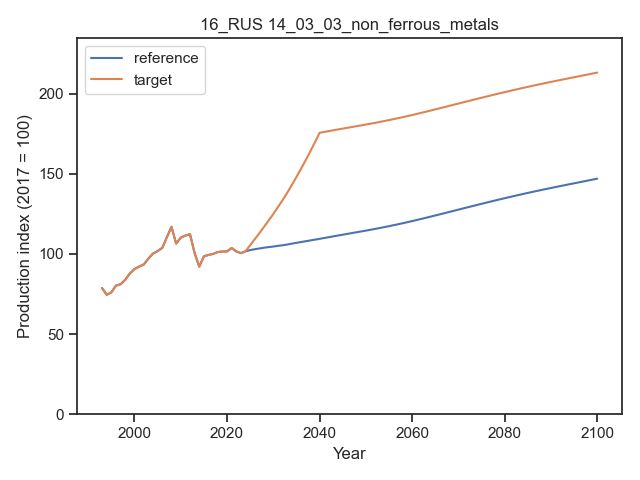 16_RUS 14_03_03_non_ferrous_metals
reference
target
Production index (2017 = 100)
200
150
100
50
0
2000 2020 2040 2060 2080 2100
Year